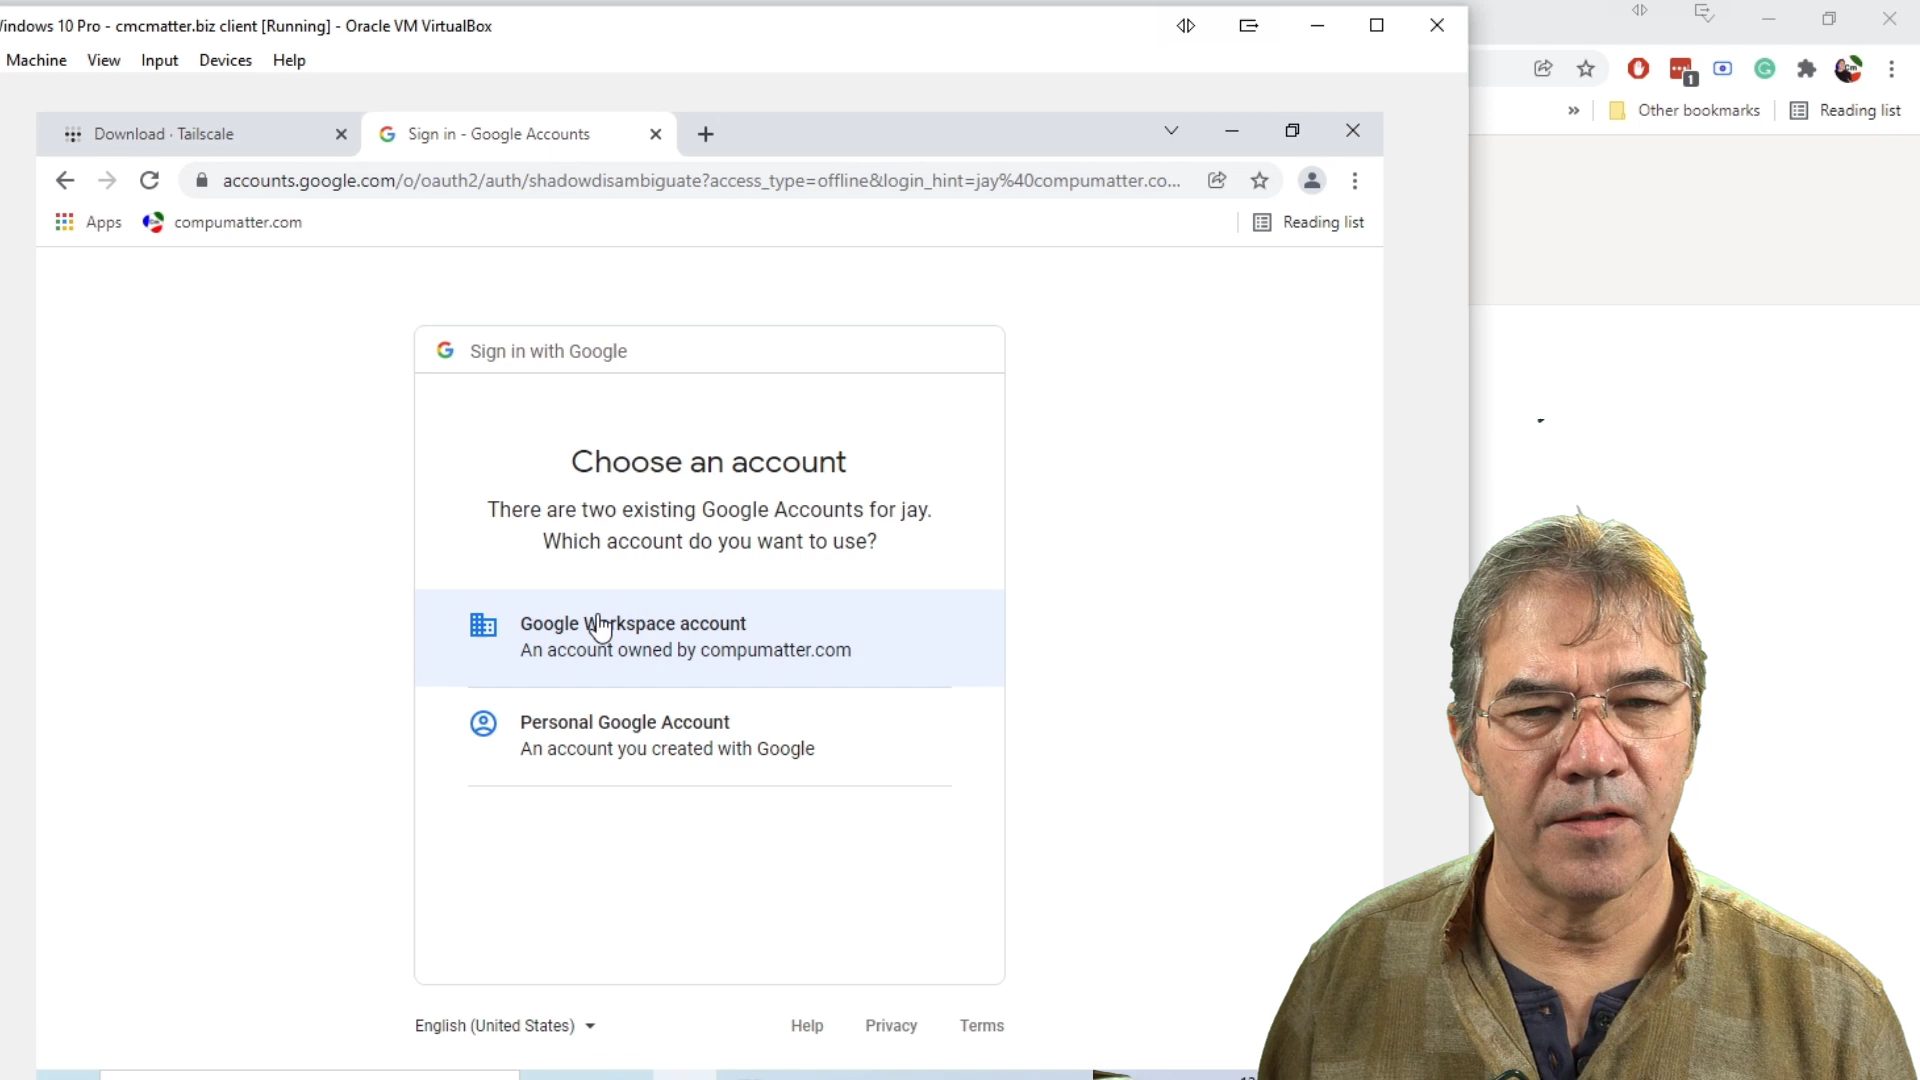 indows 10 Pro - cmcmatter.biz client [Running] - Oracle VM VirtualBox
Machine View Input Devices Help
Download · Tailscale
Sign in - Google Accounts
accounts.google.com/o/oauth2/auth/shadowdisambiguate?access_type=offline&login_hint=jay%40compumatter.co...
Apps compumatter.com Reading list
1
» Other bookmarks Reading list
Sign in with Google
Choose an account
There are two existing Google Accounts for jay.
Which account do you want to use?
Google Workspace account
An account owned by compumatter.com
Personal Google Account
An account you created with Google
English (United States) Help Privacy Terms